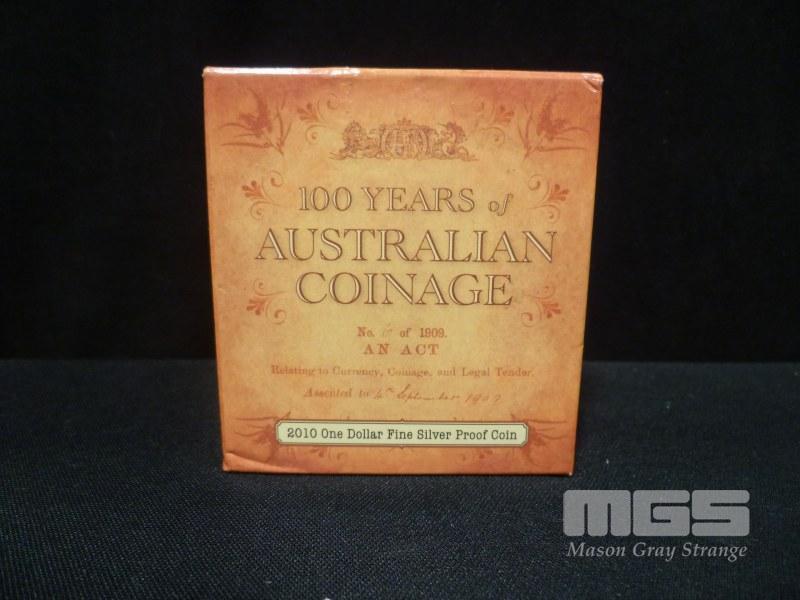 100 YEARS of
AUSTRALIAN
COINAGE
No. of 1909.
AN ACT
Relating to Currency, Coinage, and Legal Tender.
Assented to September 1909
2010 One Dollar Fine Silver Proof Coin
MGS
Mason Gray Strange